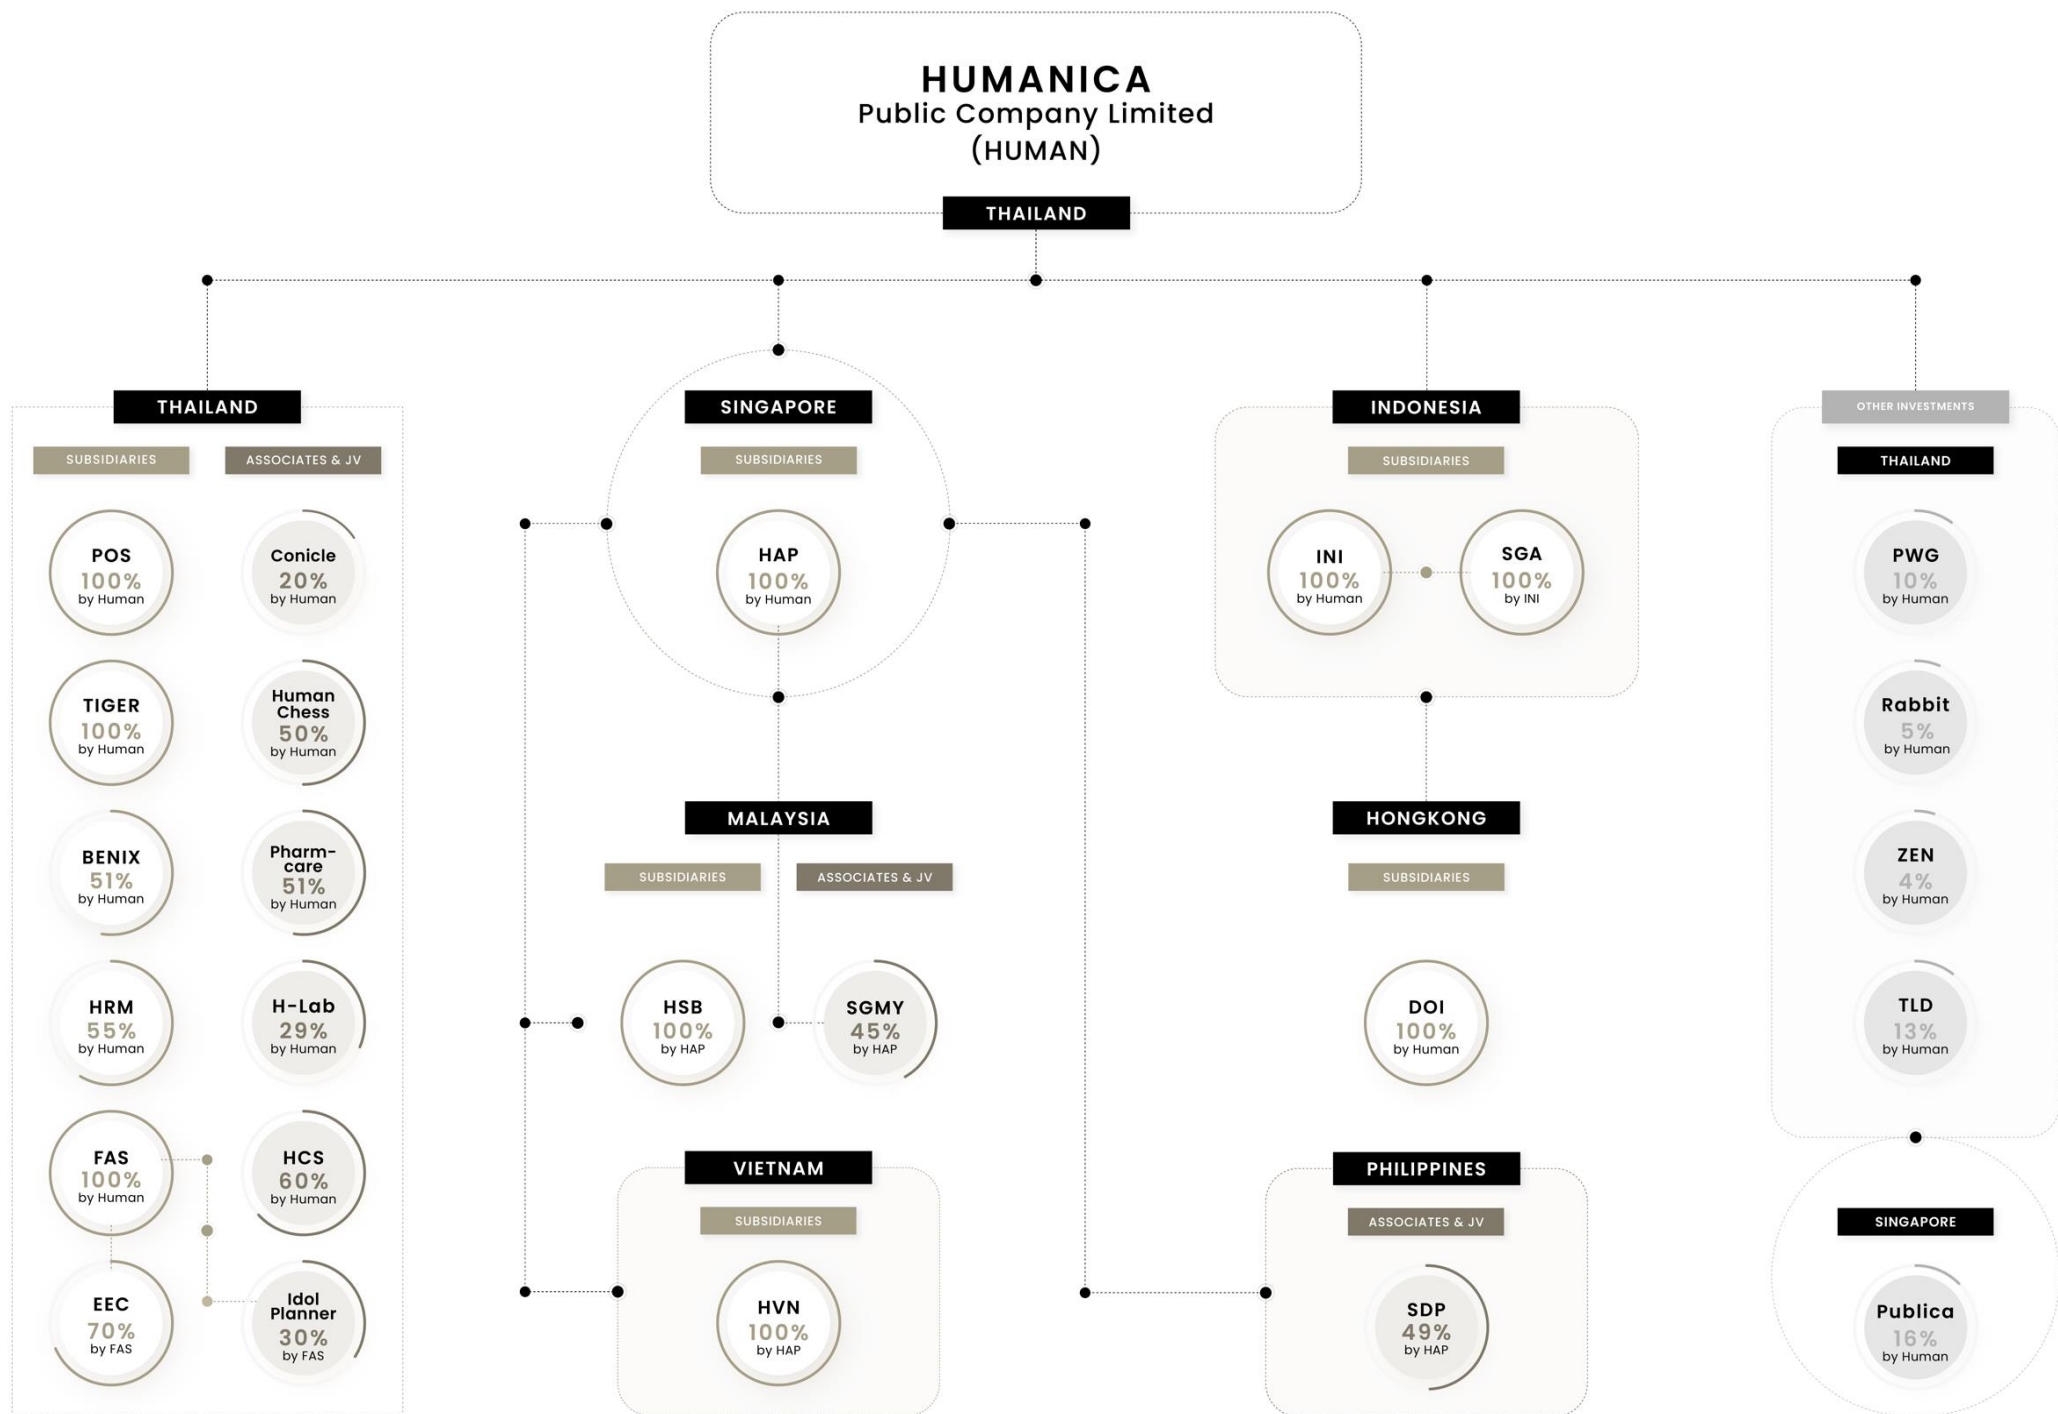 HUMANICA
Public Company Limited
(HUMAN)
THAILAND
THAILAND
SUBSIDIARIES
ASSOCIATES & JV
POS
100%
by Human
Conicle
20%
by Human
TIGER
100%
by Human
Human
Chess
50%
by Human
BENIX
51%
by Human
Pharm-
care
51%
by Human
HRM
55%
by Human
H-Lab
29%
by Human
FAS
100%
by Human
HCS
60%
by Human
EEC
70%
by FAS
Idol
Planner
30%
by FAS
SINGAPORE
SUBSIDIARIES
HAP
100%
by Human
MALAYSIA
SUBSIDIARIES
ASSOCIATES & JV
HSB
100%
by HAP
SGMY
45%
by HAP
VIETNAM
SUBSIDIARIES
HVN
100%
by HAP
INDONESIA
SUBSIDIARIES
INI
100%
by Human
SGA
100%
by INI
HONGKONG
SUBSIDIARIES
DOI
100%
by Human
PHILIPPINES
ASSOCIATES & JV
SDP
49%
by HAP
OTHER INVESTMENTS
THAILAND
PWG
10%
by Human
Rabbit
5%
by Human
ZEN
4%
by Human
TLD
13%
by Human
SINGAPORE
Publica
16%
by Human